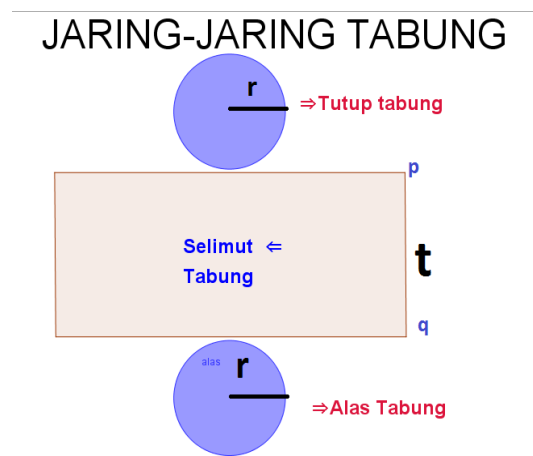 JARING-JARING TABUNG
r
⇒Tutup tabung
p
Selimut ⇐
Tabung
t
q
alas r
⇒Alas Tabung